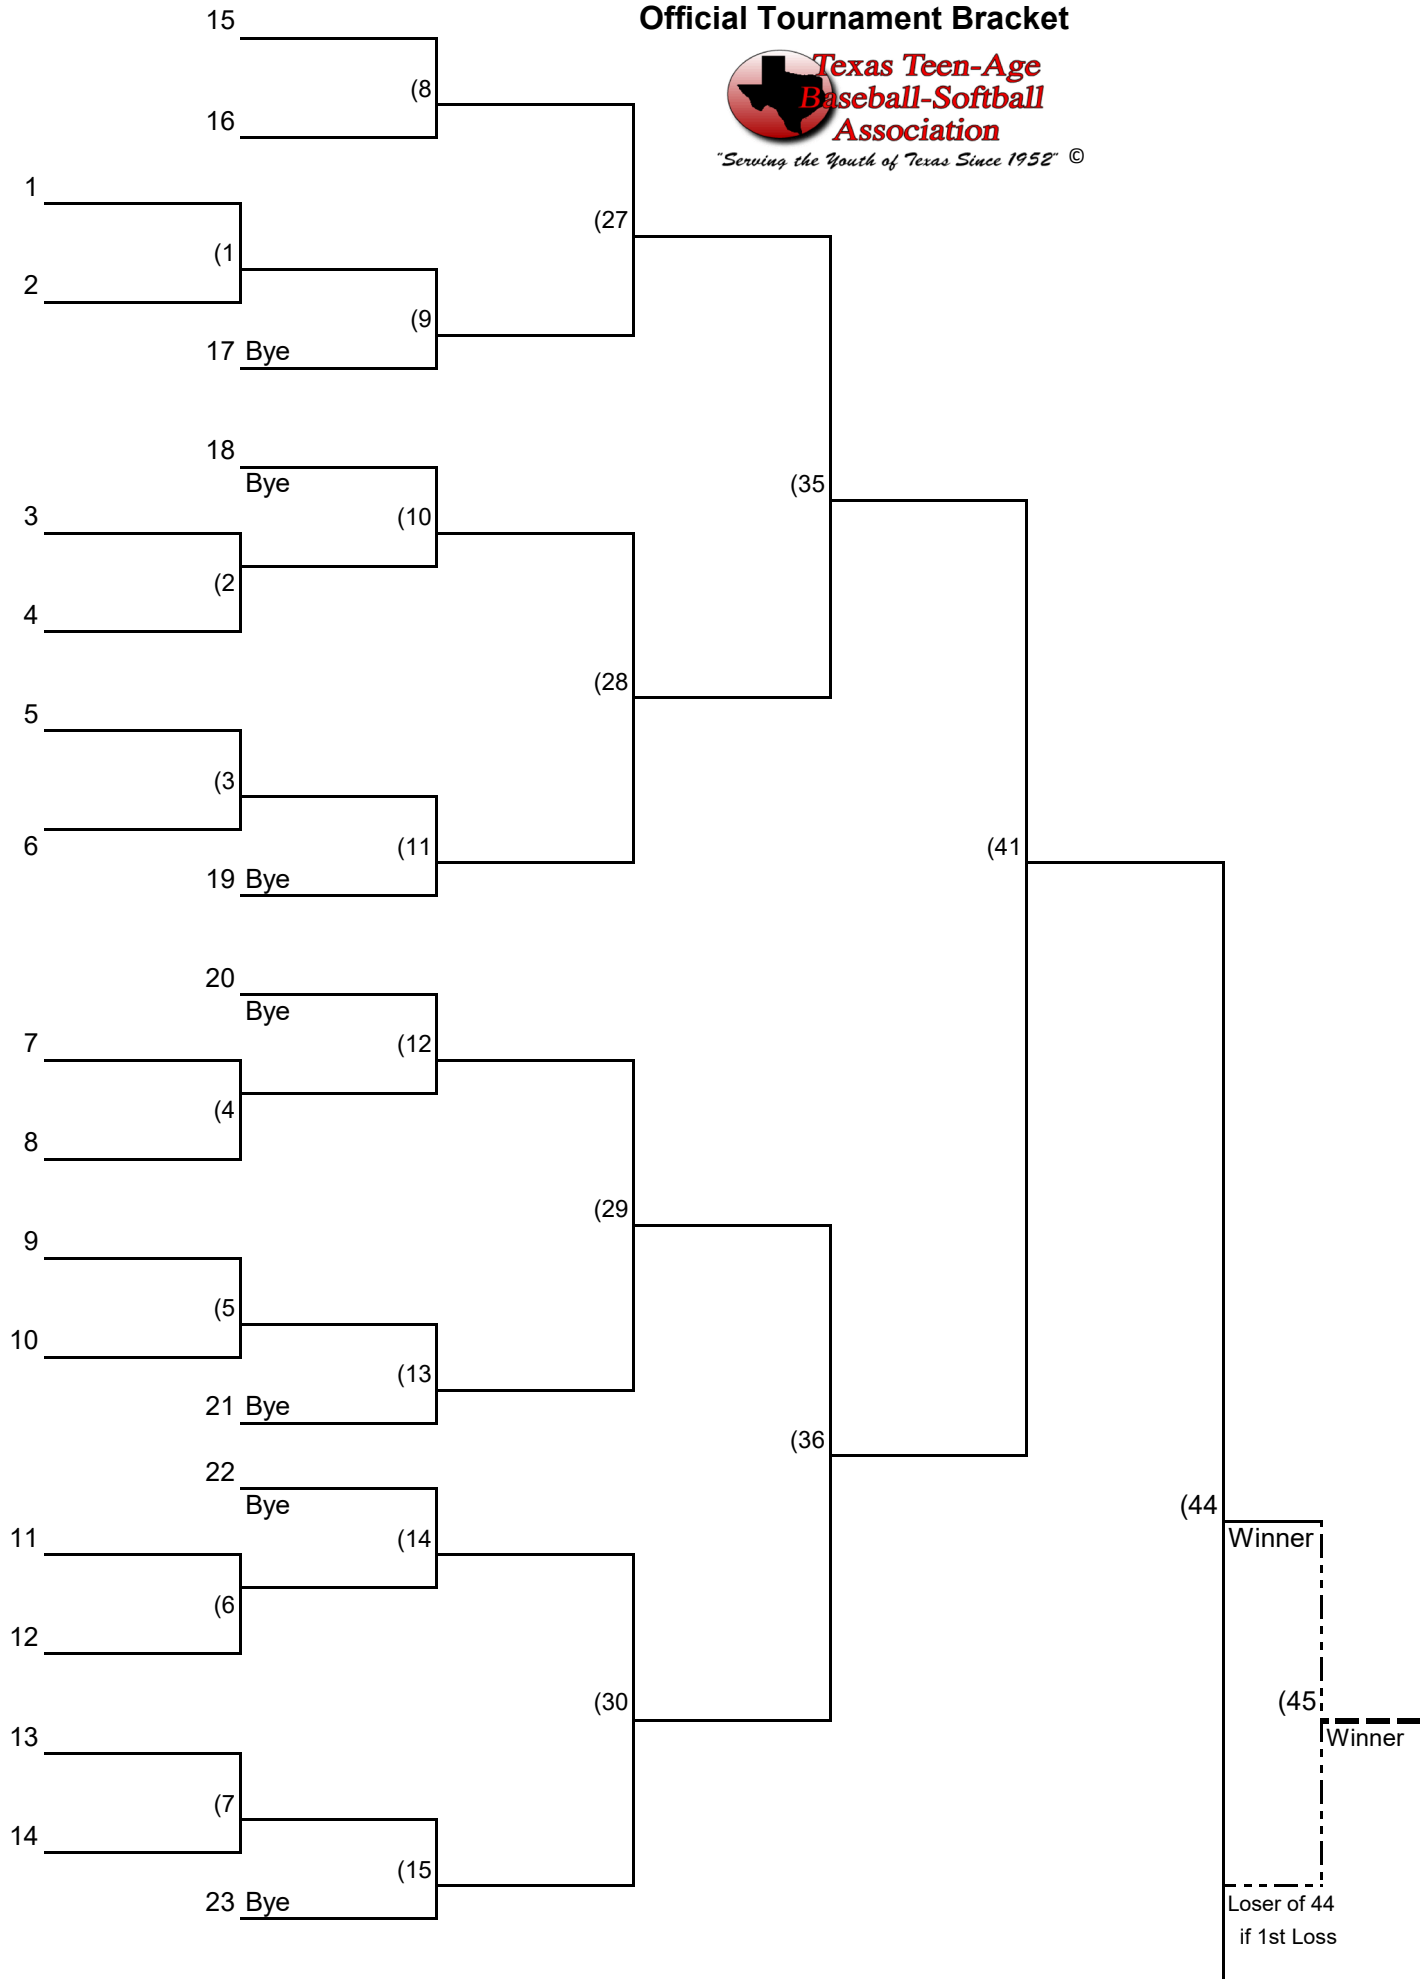 15
Official Tournament Bracket
Texas Teen-Age
(8
Baseball-Softball
16
Association
"Serving the Youth of Texas Since 1952" ©
1
(27
(1
2
(9
17 Bye
18
Bye
(35
3
(10
(2
4
(28
5
(3
6
(11
(41
19 Bye
20
Bye
7
(12
(4
8
(29
9
(5
10
(13
21 Bye
(36
22
Bye
(44
11
(14
Winner
(6
12
(30
(45
13
Winner
(7
14
(15
23 Bye
Loser of 44
if 1st Loss